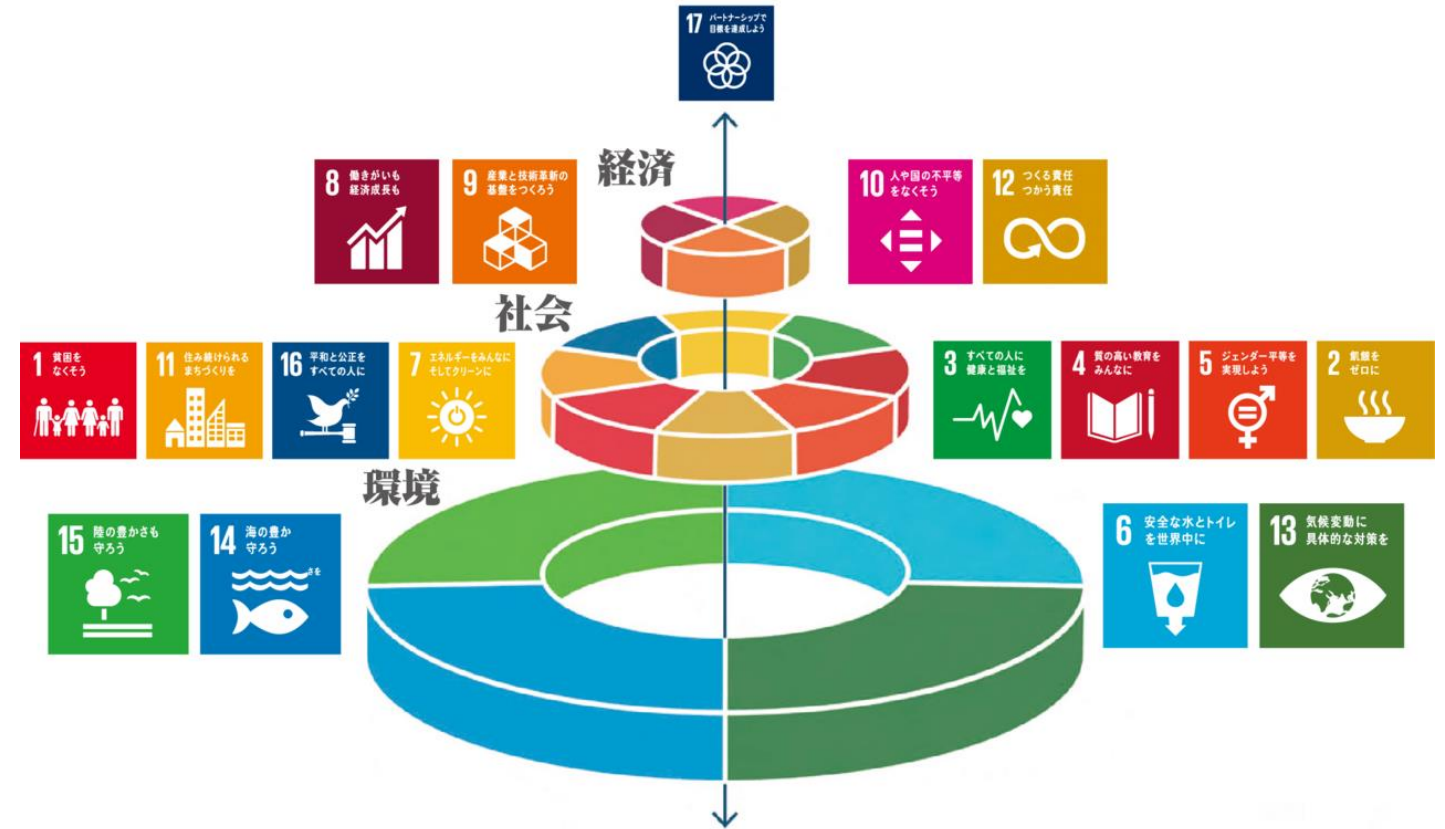 17 パートナーシップで
目標を達成しよう
経済
8 働きがいも
経済成長も
9 産業と技術革新の
基盤をつくろう
10 人や国の不平等
をなくそう
12 つくる責任
つかう責任
社会
1 貧困を
なくそう
11 住み続けられる
まちづくりを
16 平和と公正を
すべての人に
7 エネルギーをみんなに
そしてクリーンに
3 すべての人に
健康と福祉を
4 質の高い教育を
みんなに
5 ジェンダー平等を
実現しよう
2 飢餓を
ゼロに
環境
15 陸の豊かさも
守ろう
14 海の豊か
守ろう
さを
6 安全な水とトイレ
を世界中に
13 気候変動に
具体的な対策を